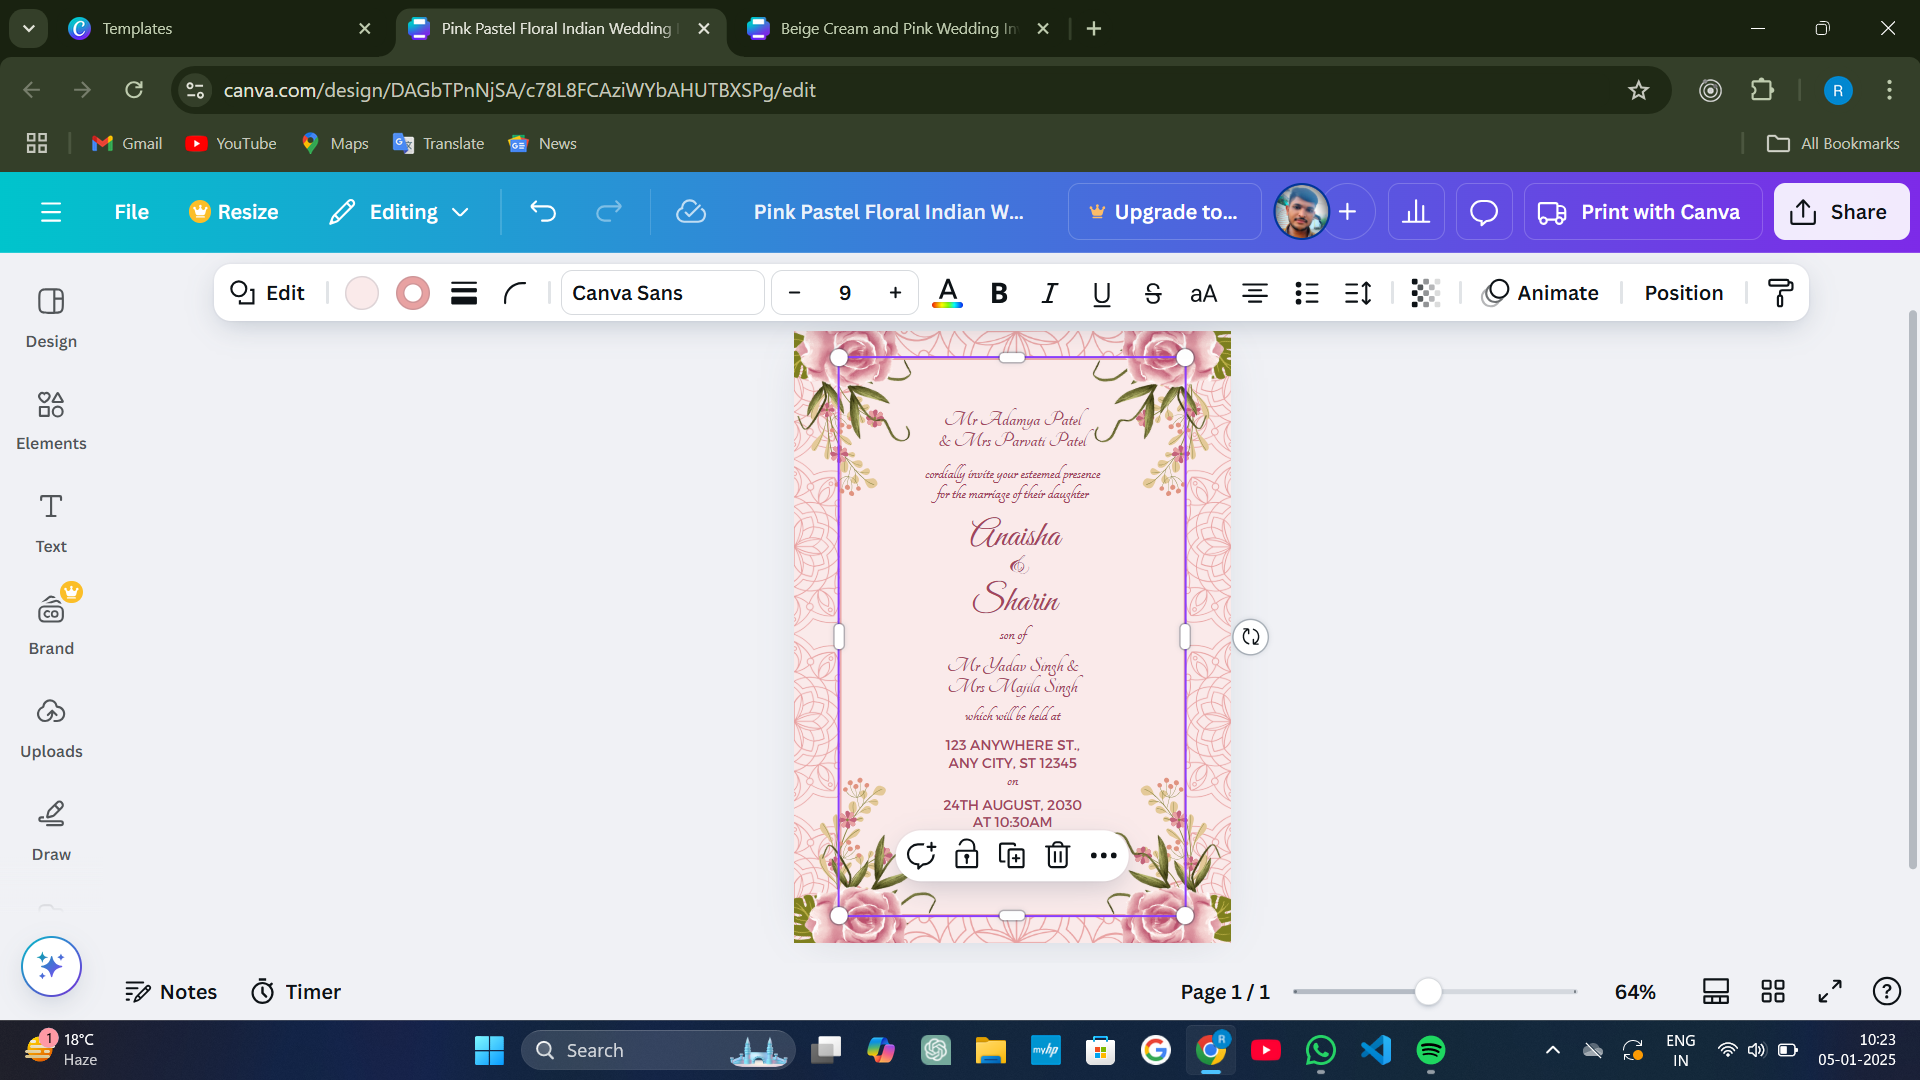 Templates
Pink Pastel Floral Indian Wedding
Beige Cream and Pink Wedding In
canva.com/design/DAGbTPnNjSA/c78L8FCAziWYbAHUTBXSPg/edit
R
Gmail
YouTube
Maps
Translate
News
All Bookmarks
File
Resize
Editing
Pink Pastel Floral Indian W...
Upgrade to...
Print with Canva
Share
Edit
Canva Sans
9
Animate
Position
Design
Elements
Text
Brand
Uploads
Draw
Mr Adamya Patel
& Mrs Parvati Patel
cordially invite your esteemed presence
for the marriage of their daughter
Anaisha
&
Sharin
son of
Mr Yadav Singh &
Mrs Majila Singh
which will be held at
123 ANYWHERE ST.,
ANY CITY, ST 12345
on
24TH AUGUST, 2030
AT 10:30AM
Notes
Timer
Page 1 / 1
64%
1
18°C
Haze
Search
myhp
R
ENG
IN
10:23
05-01-2025